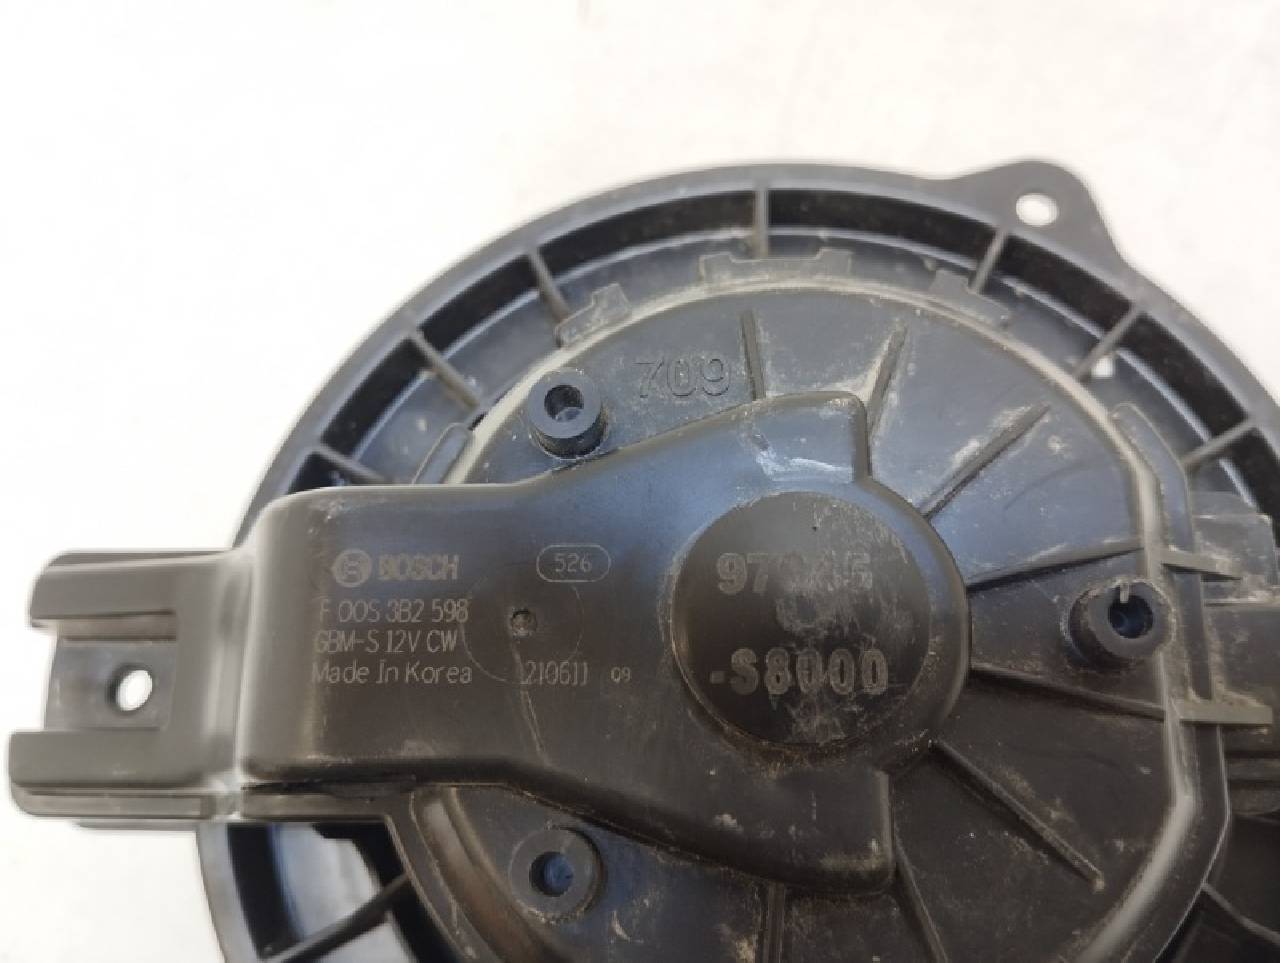 709
BOSCH
526
F 00S 3B2 598
GBM-S 12V CW
Made In Korea
210611 09
-S8000